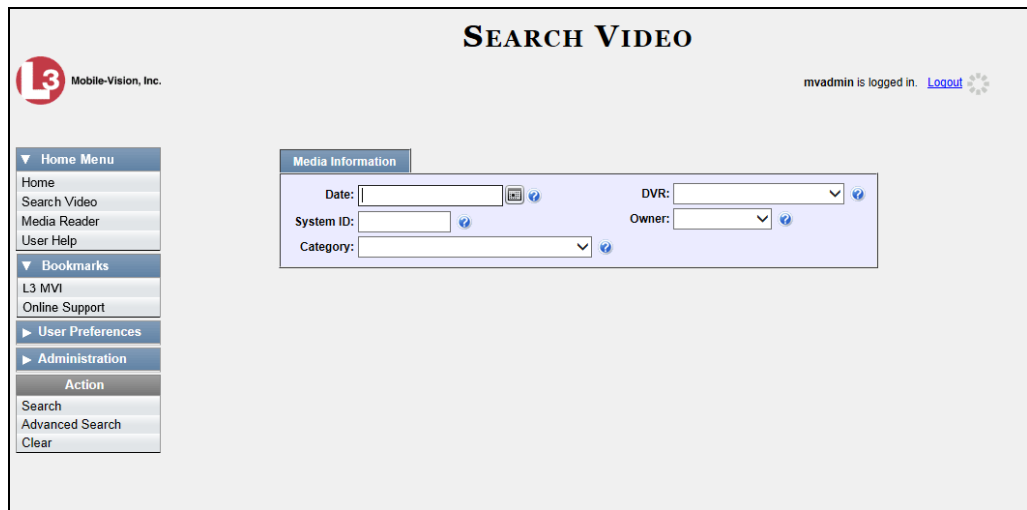 SEARCH VIDEO
L3 Mobile-Vision, Inc.
mvadmin is logged in. Logout
▼ Home Menu
Home
Search Video
Media Reader
User Help
▼ Bookmarks
L3 MVI
Online Support
▶ User Preferences
▶ Administration
Action
Search
Advanced Search
Clear
Media Information
Date: DVR:
System ID: Owner:
Category: